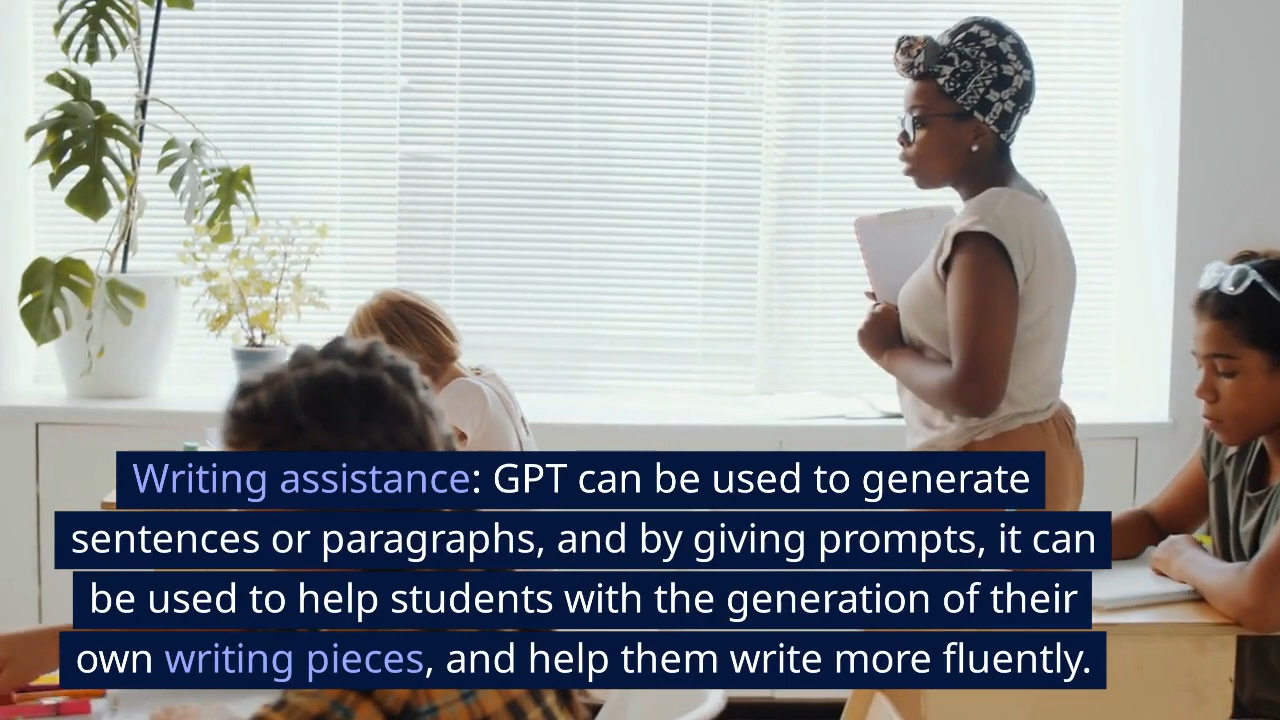 Writing assistance: GPT can be used to generate
sentences or paragraphs, and by giving prompts, it can
be used to help students with the generation of their
own writing pieces, and help them write more fluently.